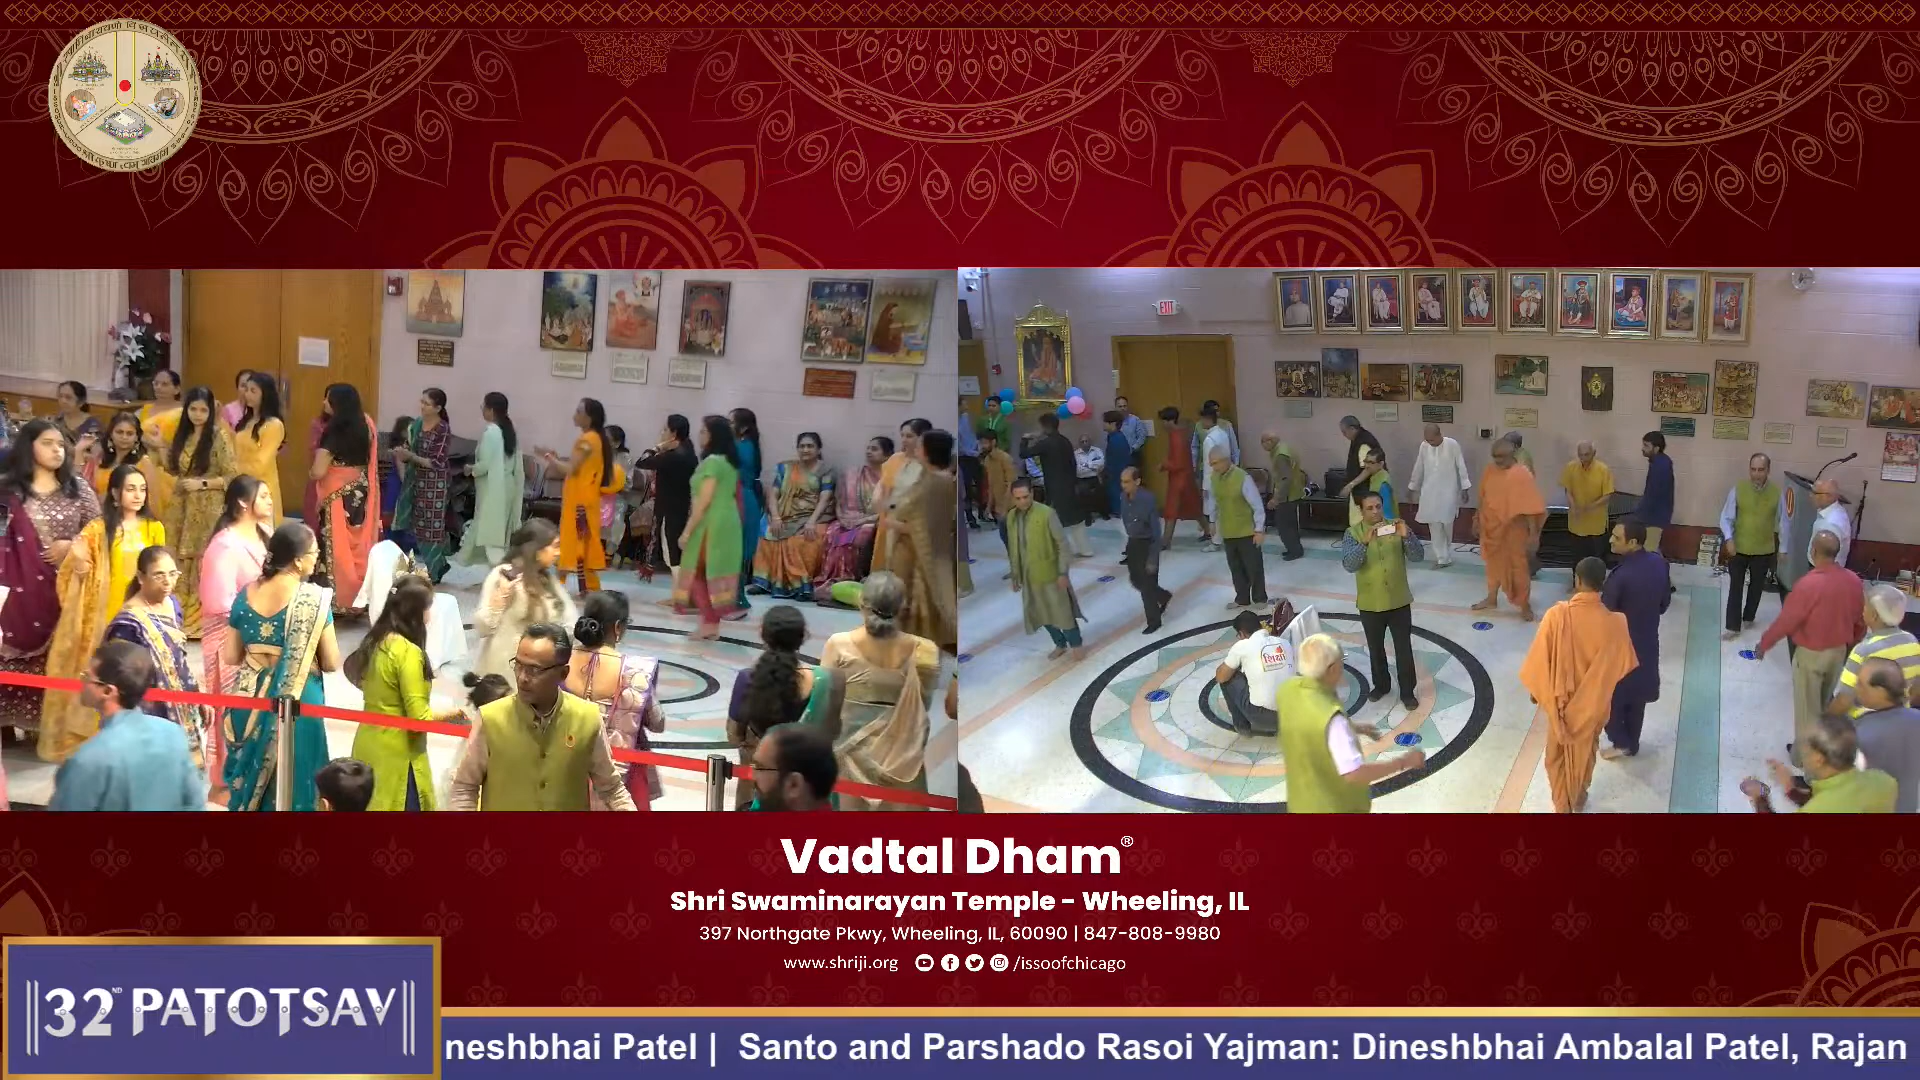 EXIT
Vadtal Dham®
Shri Swaminarayan Temple - Wheeling, IL
397 Northgate Pkwy, Wheeling, IL, 60090 | 847-808-9980
www.shriji.org /issoofchicago
32ND PATOTSAV
neshbhai Patel | Santo and Parshado Rasoi Yajman: Dineshbhai Ambalal Patel, Rajan